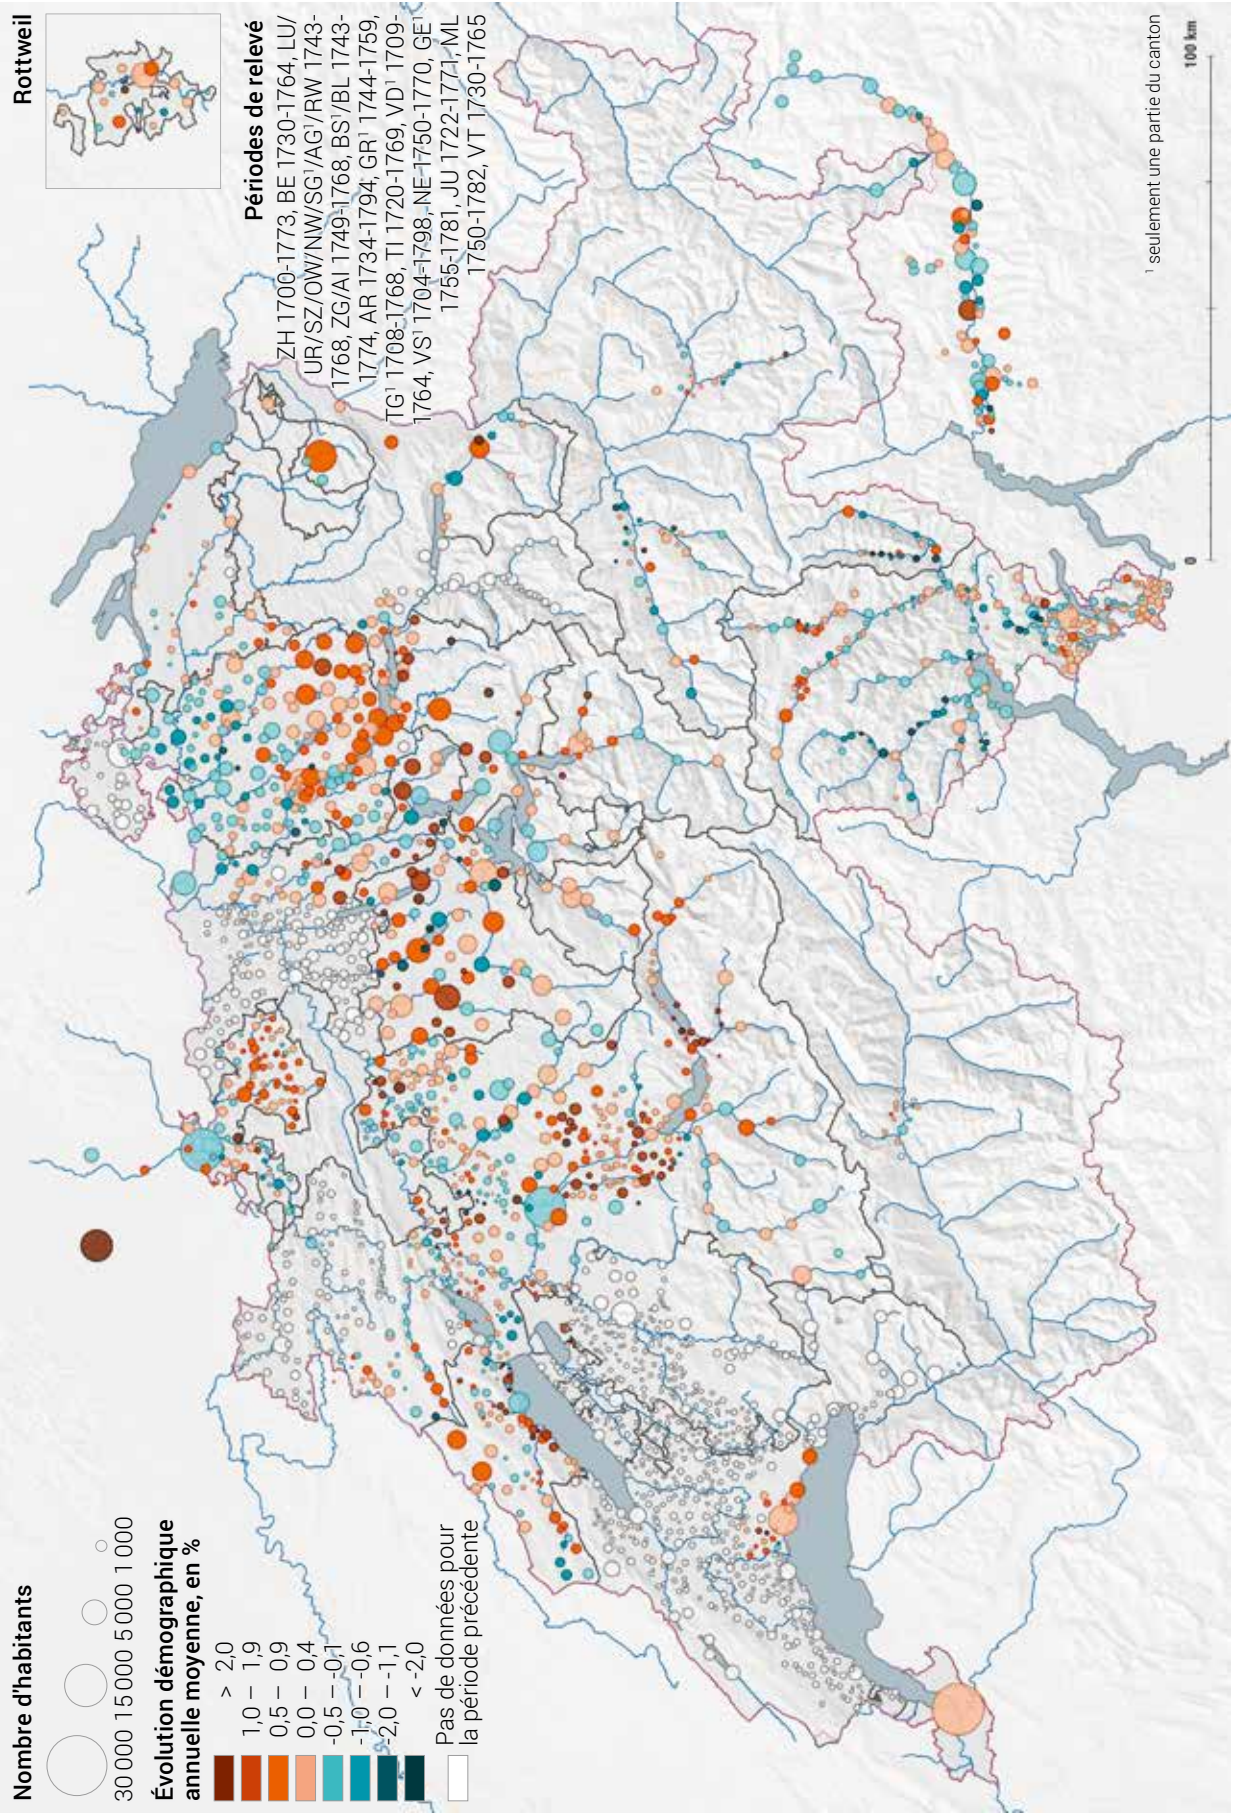 Nombre d'habitants
30 000 15 000 5 000 1 000
Évolution démographique
annuelle moyenne, en %
> 2,0
1,0 – 1,9
0,5 – 0,9
0,0 – 0,4
-0,5 – -0,1
-1,0 – -0,6
-2,0 – -1,1
< -2,0
Pas de données pour
la période précédente
Rottweil
Périodes de relevé
ZH 1700-1773, BE 1730-1764, LU/
UR/SZ/OW/NW/SG¹/AG¹/RW 1743-
1768, ZG/AI 1749-1768, BS¹/BL 1743-
1774, AR 1734-1794, GR¹ 1744-1759,
TG¹ 1708-1768, TI 1720-1769, VD¹ 1709-
1764, VS¹ 1704-1798, NE 1750-1770, GE¹
1755-1781, JU 1722-1771, ML
1750-1782, VT 1730-1765
¹ seulement une partie du canton
0 100 km